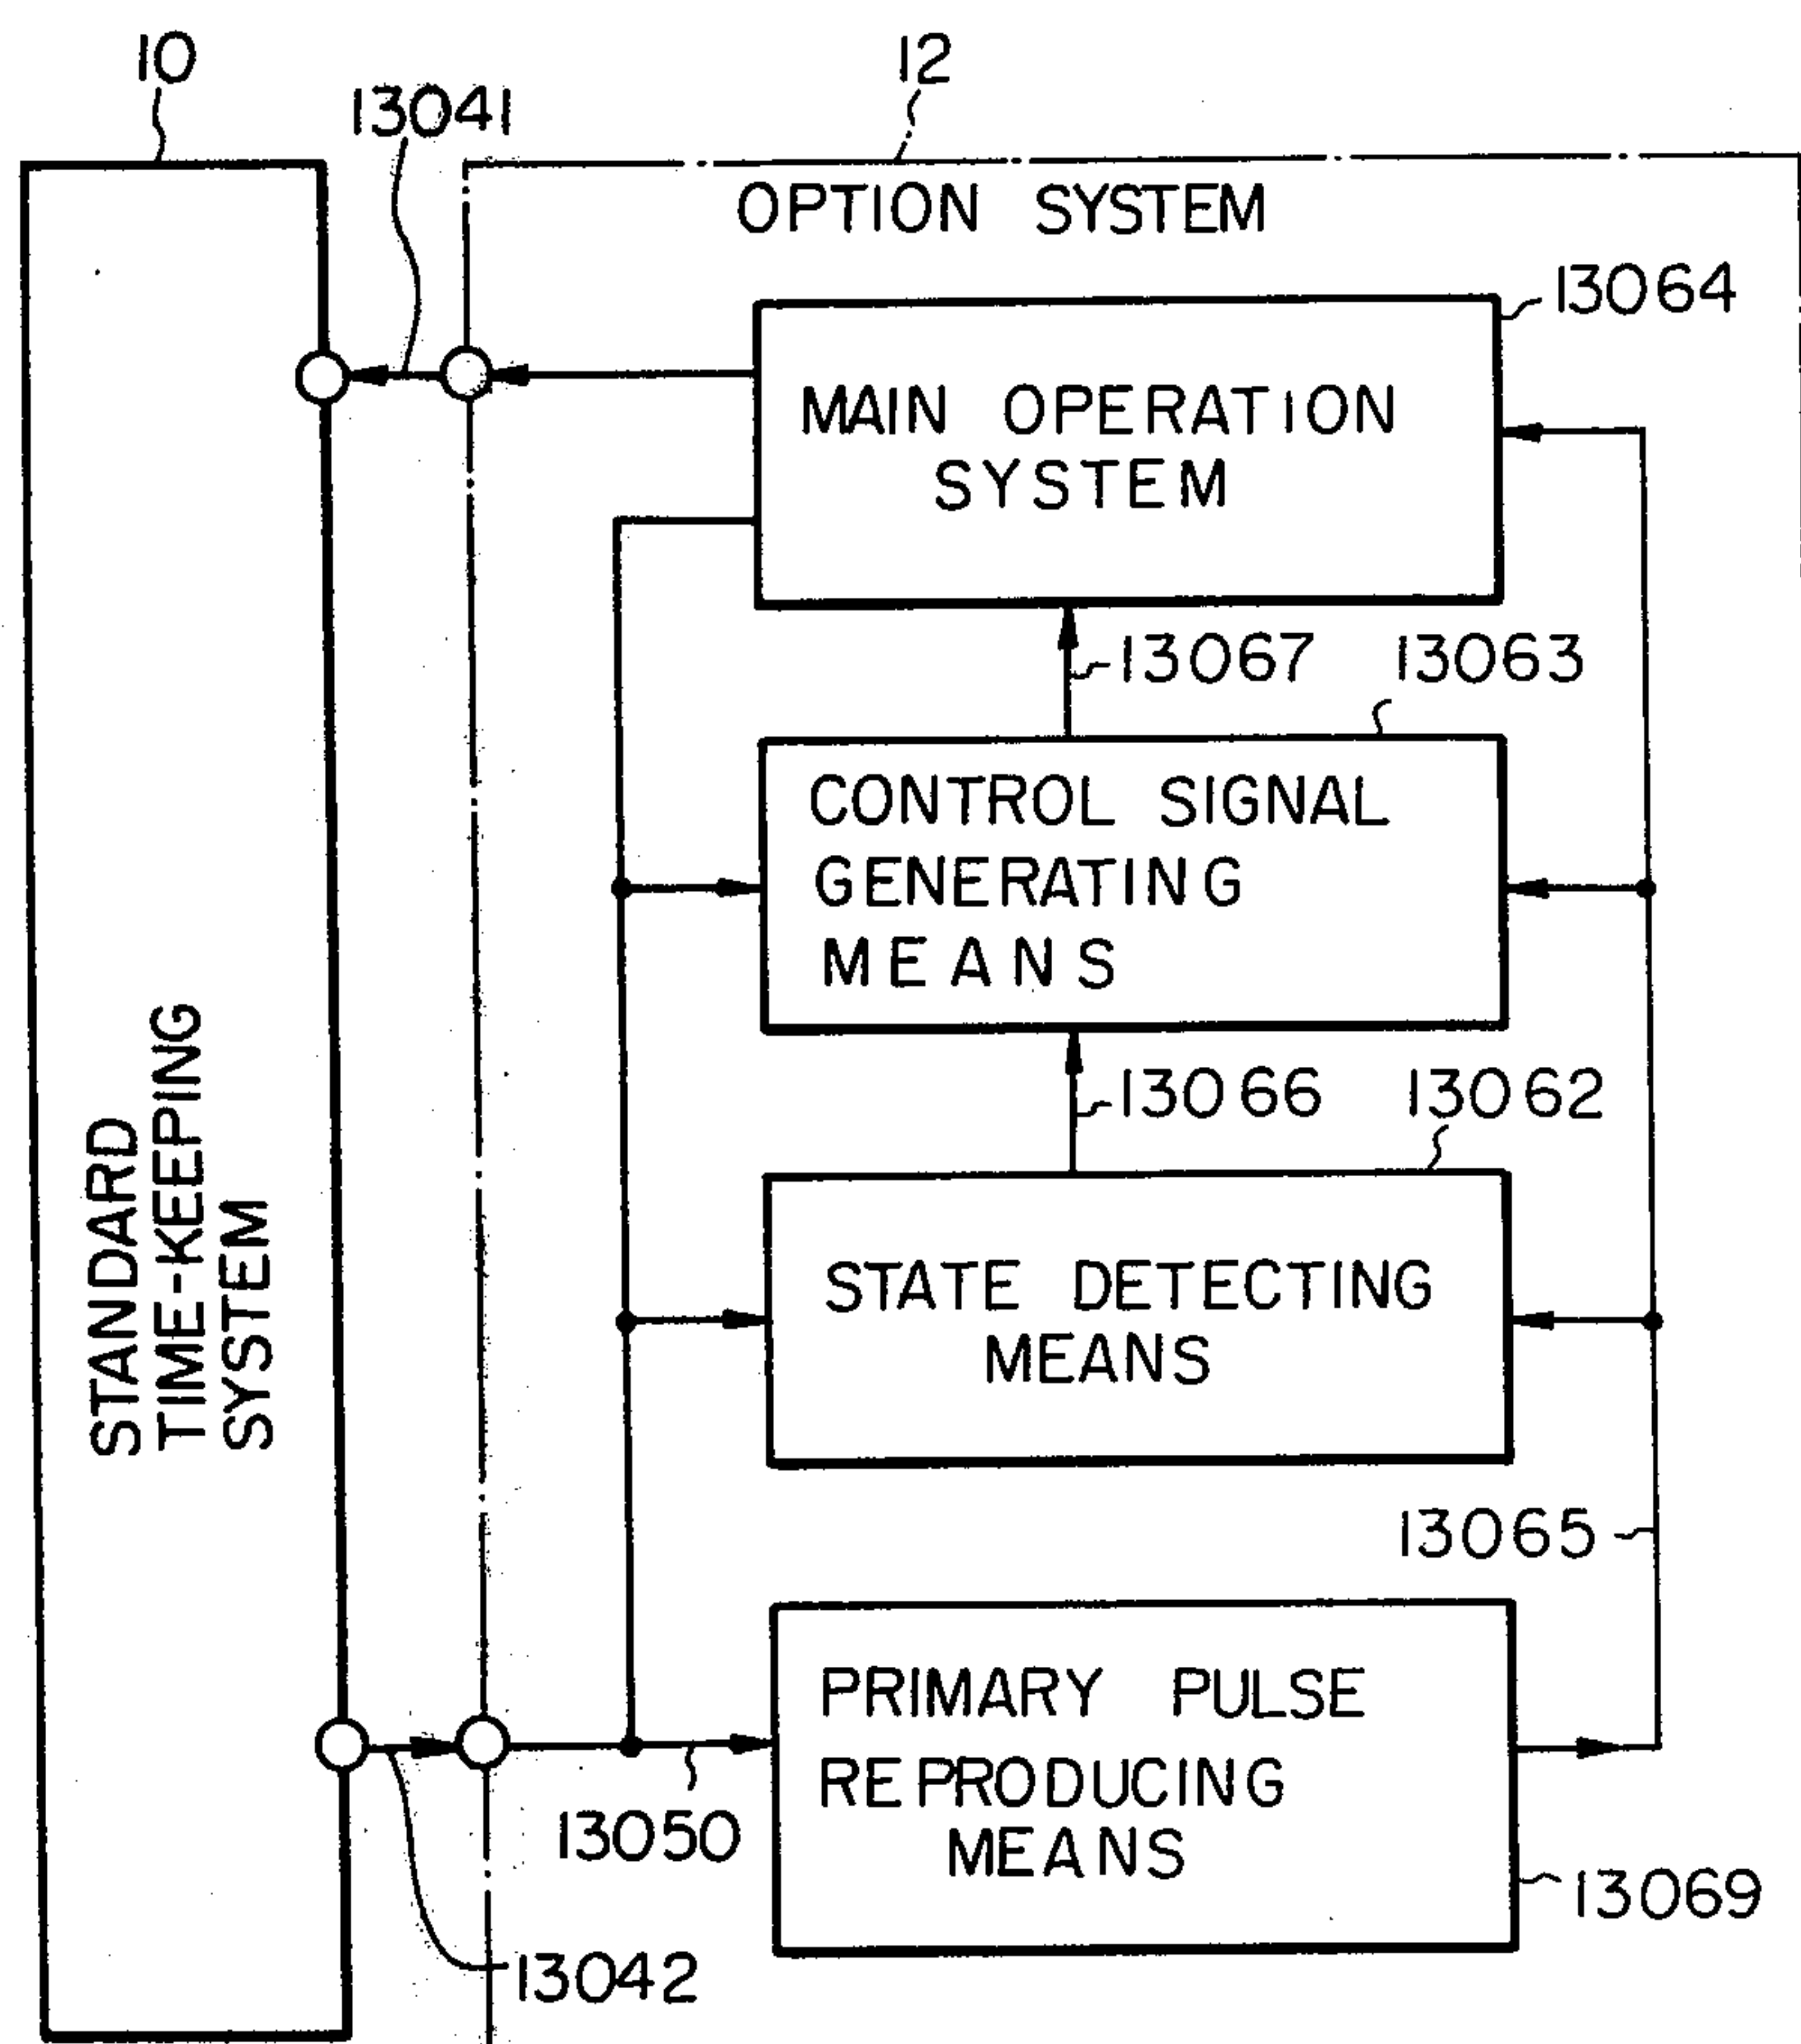 10
12
13041
OPTION SYSTEM
13064
MAIN OPERATION
SYSTEM
13067
13063
CONTROL SIGNAL
GENERATING
MEANS
13066
13062
STANDARD
TIME-KEEPING
SYSTEM
STATE DETECTING
MEANS
13065
PRIMARY PULSE
REPRODUCING
MEANS
13050
13069
13042